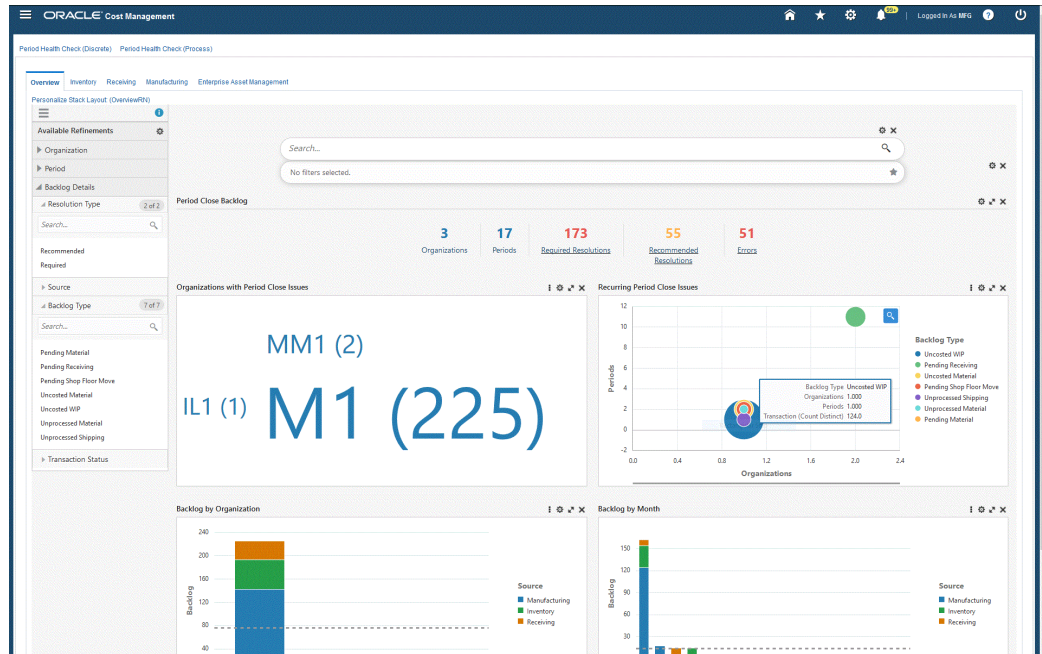 ORACLE Cost Management
99+
Logged In As MFG
?
Period Health Check (Discrete) Period Health Check (Process)
Overview Inventory Receiving Manufacturing Enterprise Asset Management
Personalize Stack Layout: (OverviewRN)
Available Refinements
Organization
Period
Backlog Details
Resolution Type 2 of 2
Search...
Recommended
Required
Source
Backlog Type 7 of 7
Search...
Pending Material
Pending Receiving
Pending Shop Floor Move
Uncosted Material
Uncosted WIP
Unprocessed Material
Unprocessed Shipping
Transaction Status
Search...
No filters selected.
Period Close Backlog
3 17 173 55 51
Organizations Periods Required Resolutions Recommended Resolutions Errors
Organizations with Period Close Issues
MM1 (2)
IL1 (1) M1 (225)
Recurring Period Close Issues
12
10
8
6
4
2
0
-2
Periods
0.0 0.4 0.8 1.2 1.6 2.0 2.4
Organizations
Backlog Type Uncosted WIP
Organizations 1.000
Periods 1.000
Transaction (Count Distinct) 124.0
Backlog Type
Uncosted WIP
Pending Receiving
Uncosted Material
Pending Shop Floor Move
Unprocessed Shipping
Unprocessed Material
Pending Material
Backlog by Organization
240
200
160
120
80
40
Backlog
Source
Manufacturing
Inventory
Receiving
Backlog by Month
150
120
90
60
30
Backlog
Source
Manufacturing
Inventory
Receiving